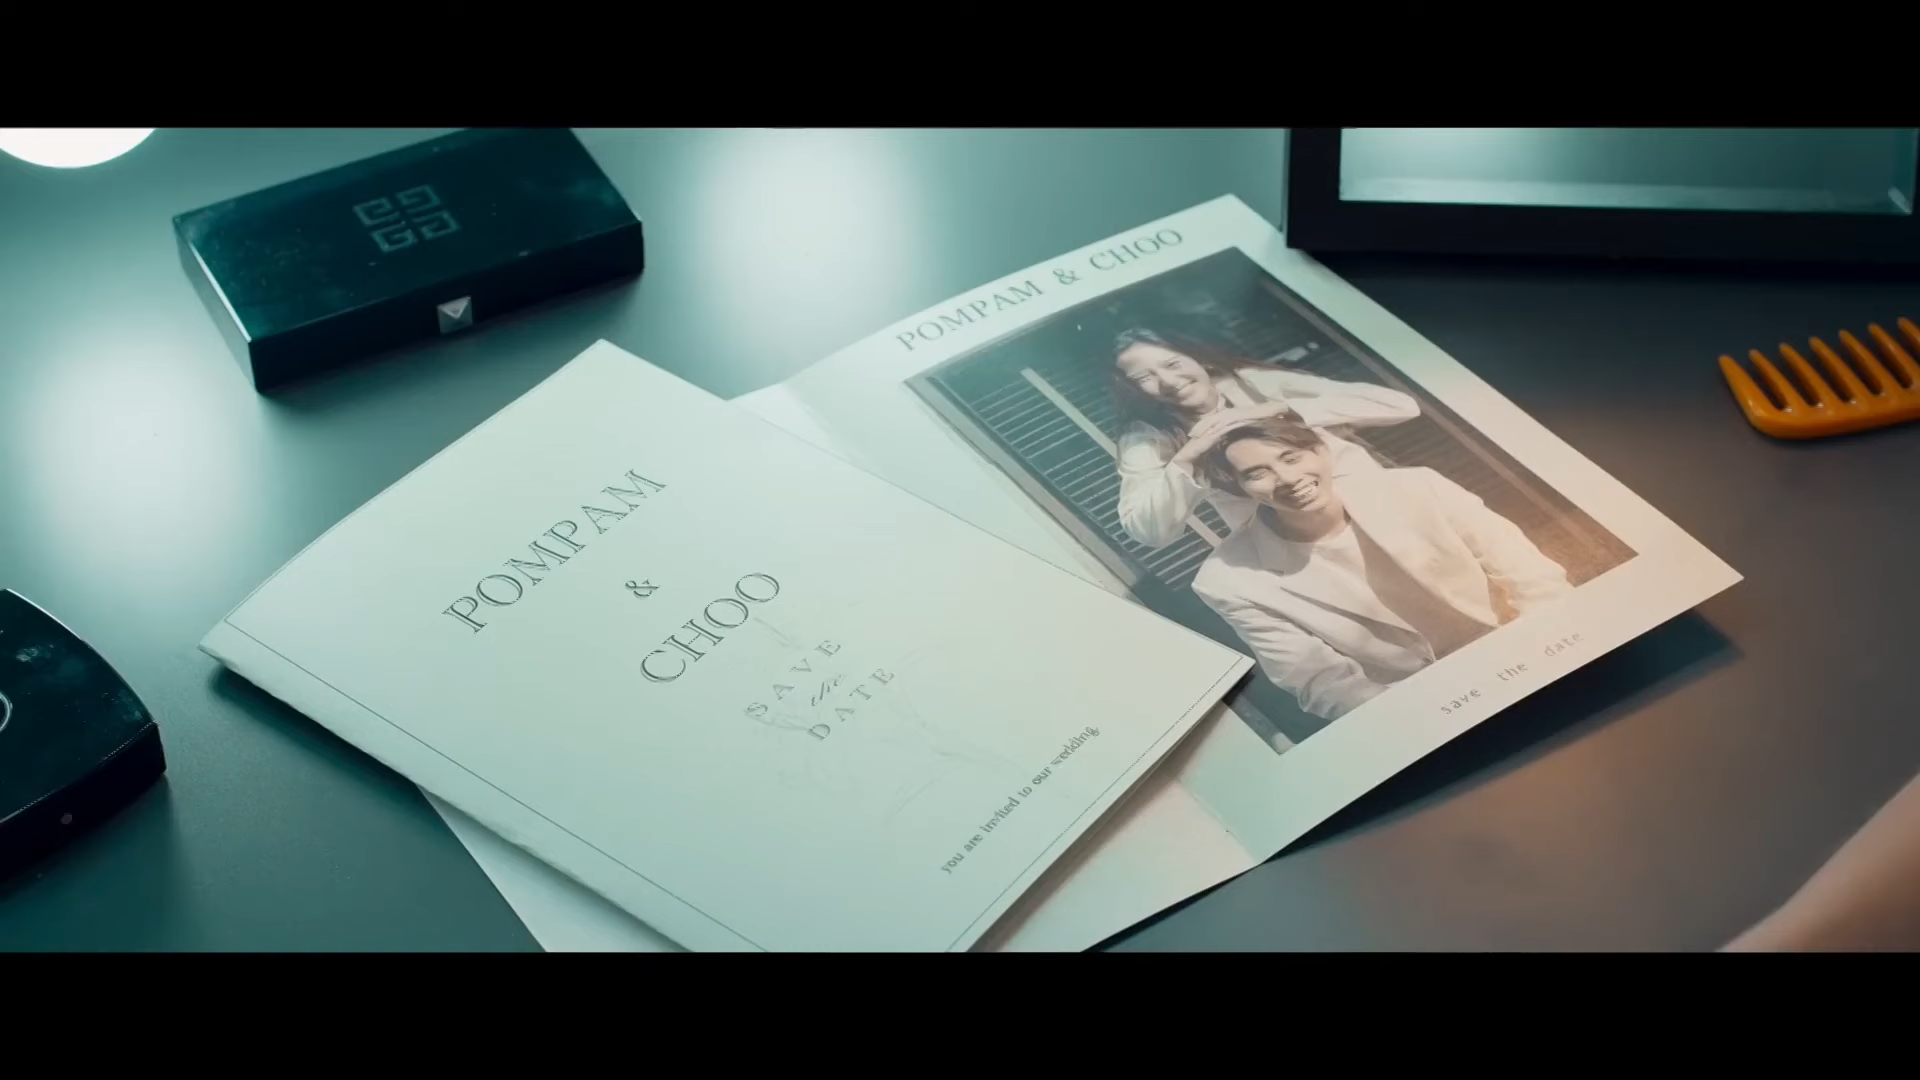 POMPAM
&
CHOO
SAVE
the
DATE
you are invited to our wedding
POMPAM & CHOO
save the date